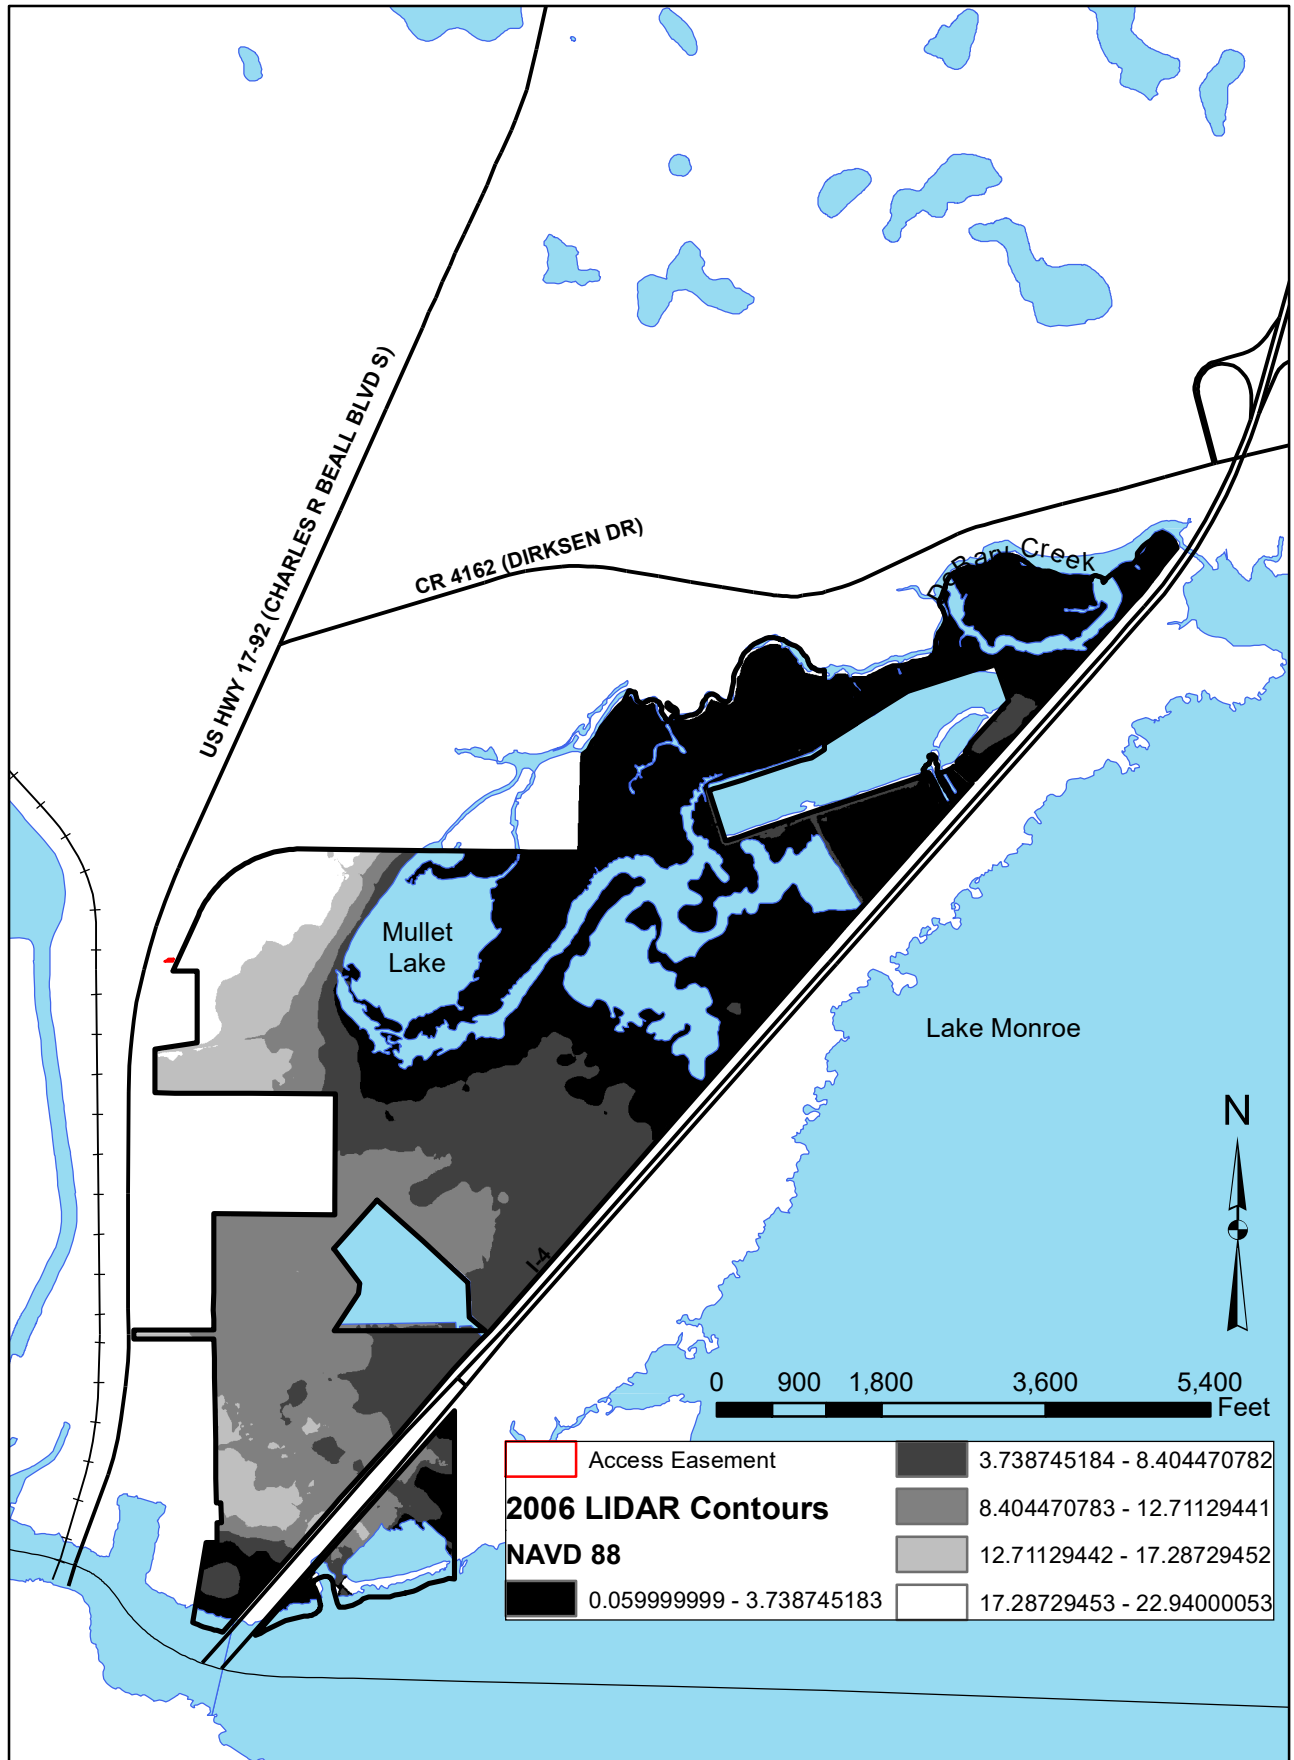 US HWY 17-92 (CHARLES R BEALL BLVD S)
CR 4162 (DIRKSEN DR)
DeBary Creek
Mullet
Lake
Lake Monroe
N
I-4
0 900 1,800 3,600 5,400
Feet
Access Easement
2006 LIDAR Contours
NAVD 88
0.059999999 - 3.738745183
3.738745184 - 8.404470782
8.404470783 - 12.71129441
12.71129442 - 17.28729452
17.28729453 - 22.94000053